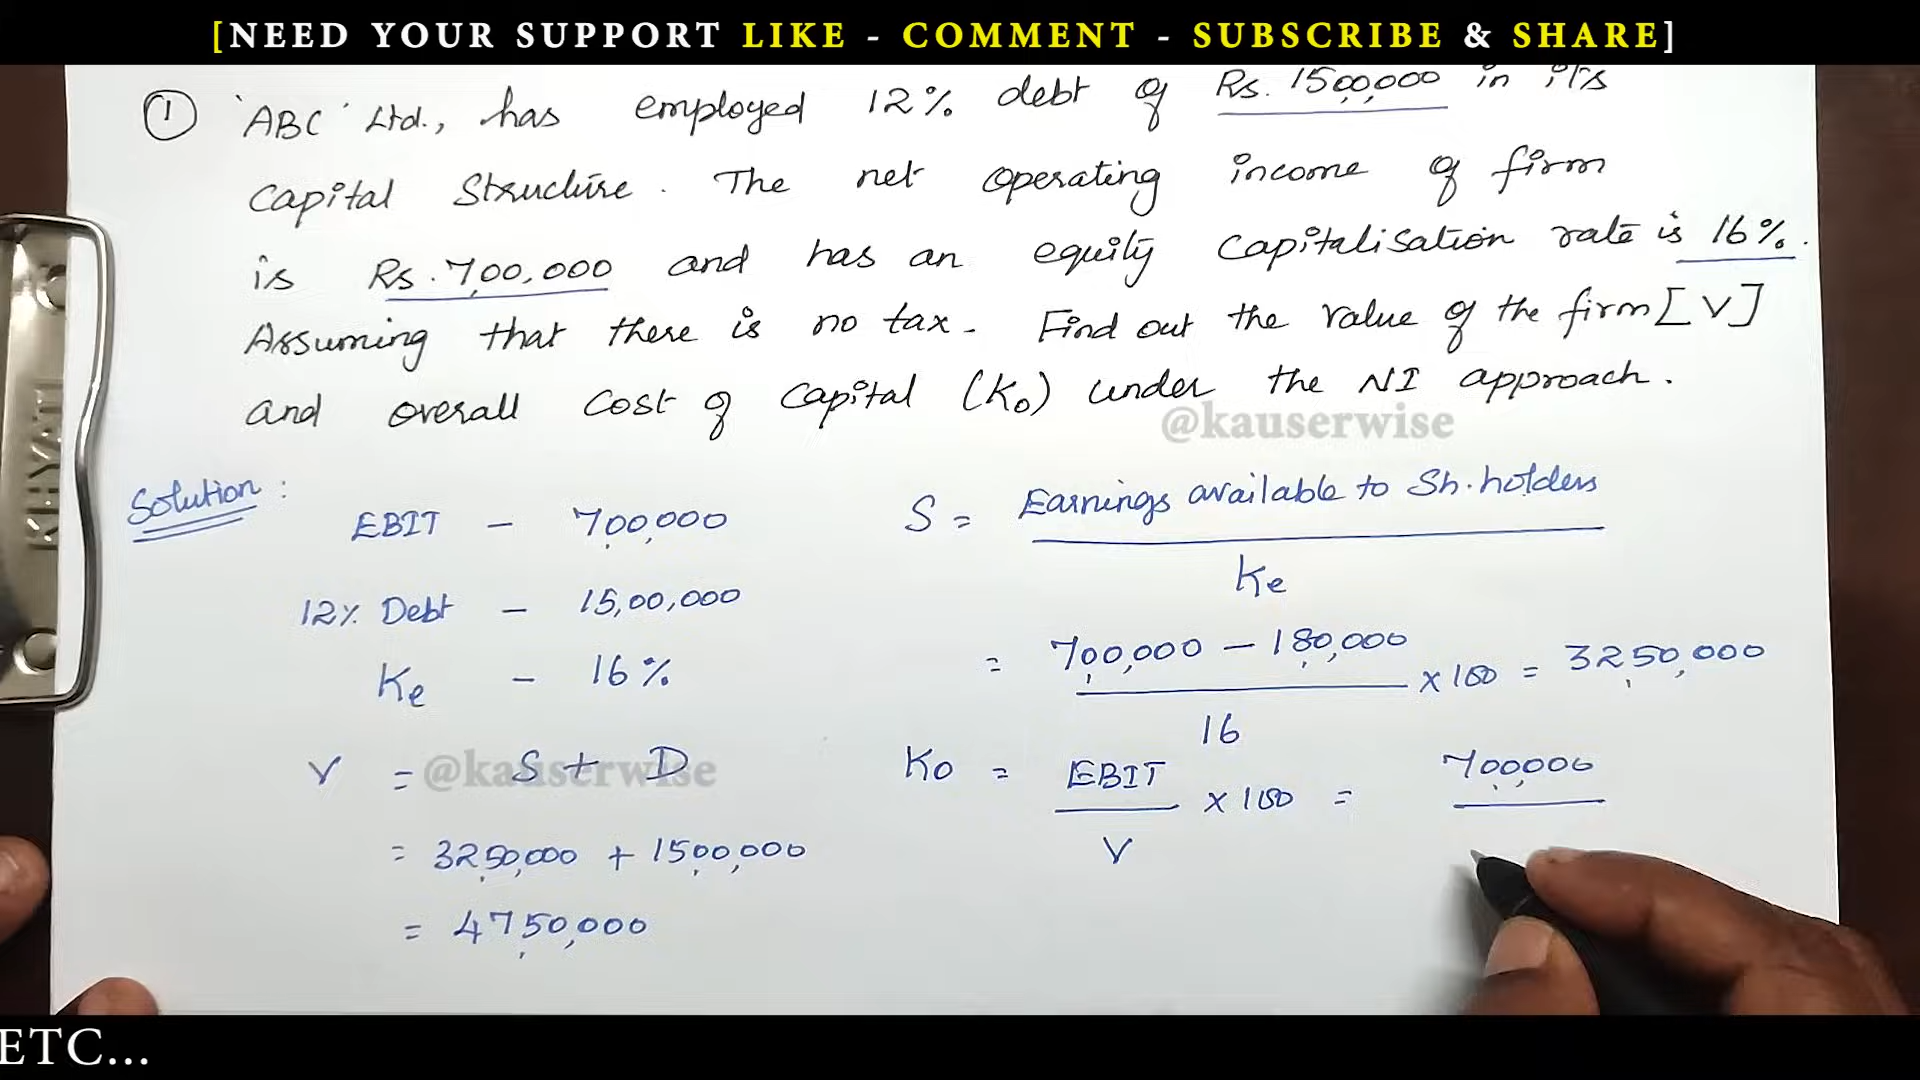 [NEED YOUR SUPPORT LIKE - COMMENT - SUBSCRIBE & SHARE]
① 'ABC' Ltd., has employed 12% debt of Rs. 1500,000 in its
Capital Structure. The net operating income of firm
is Rs. 700,000 and has an equity Capitalisation rate is 16%.
Assuming that there is no tax. Find out the value of the firm [V]
and overall Cost of Capital (Ko) under the NI approach.
@kauserwise
Solution:
EBIT - 700,000
12% Debt - 15,00,000
Ke - 16%
V = S + D
@kauserwise
= 3250,000 + 1500,000
= 4750,000
S = Earnings available to Sh. holders
Ke
= 700,000 - 180,000 x 100 = 3250,000
16
Ko = EBIT x 100 = 700,000
V
KHYATI
ETC...